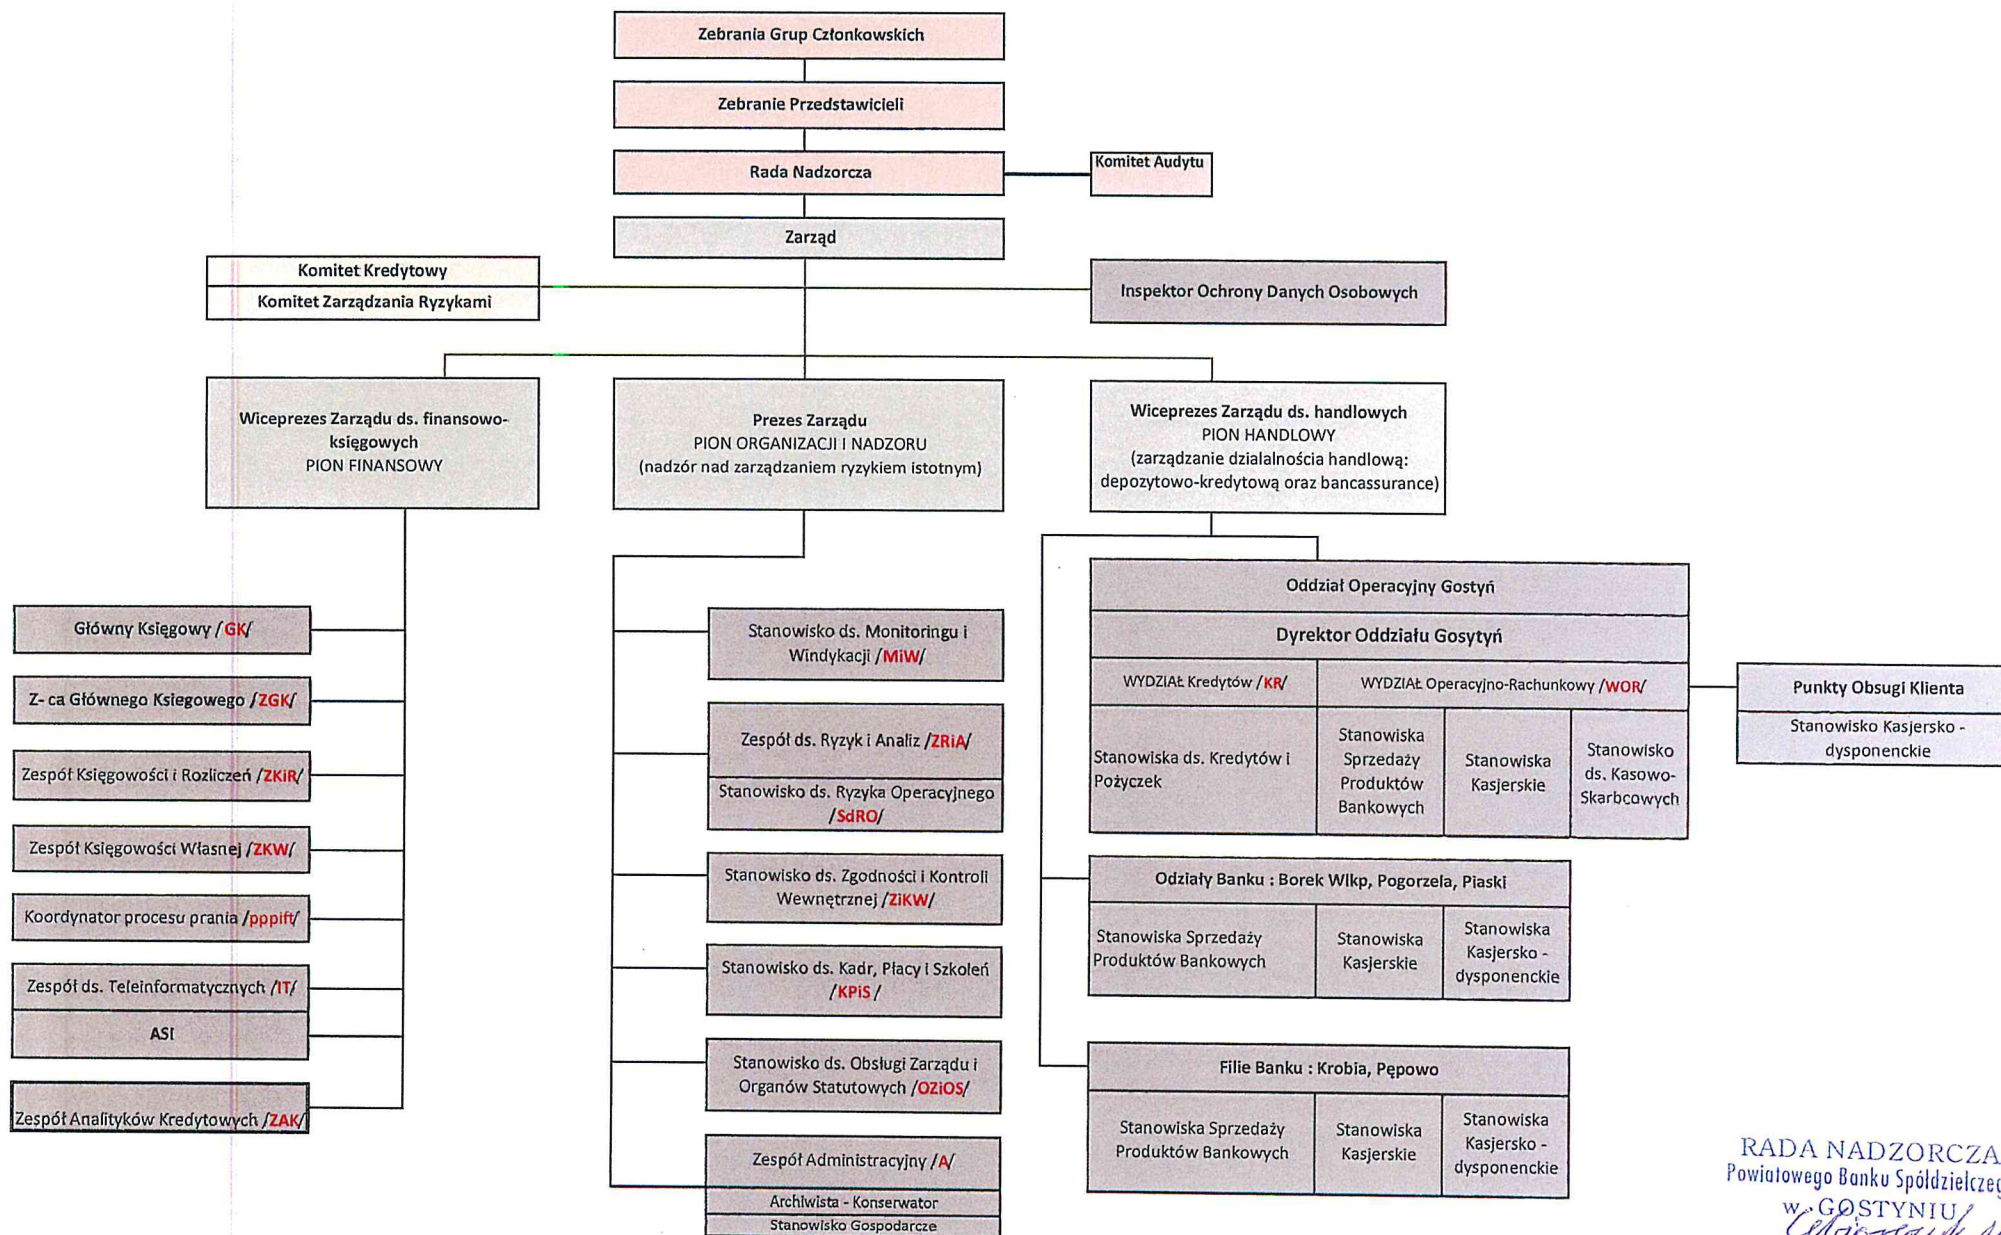 Zebrania Grup Członkowskich
Zebranie Przedstawicieli
Rada Nadzorcza
Komitet Audytu
Zarząd
Komitet Kredytowy
Komitet Zarządzania Ryzykami
Inspektor Ochrony Danych Osobowych
Wiceprezes Zarządu ds. finansowo-
księgowych
PION FINANSOWY
Prezes Zarządu
PION ORGANIZACJI I NADZORU
(nadzór nad zarządzaniem ryzykiem istotnym)
Wiceprezes Zarządu ds. handlowych
PION HANDLOWY
(zarządzanie dzialalnościa handlową:
depozytowo-kredytową oraz bancassurance)
Główny Księgowy /GK/
Z- ca Głównego Ksiegowego /ZGK/
Zespół Księgowości i Rozliczeń /ZKiR/
Zespół Księgowości Własnej /ZKW/
Koordynator procesu prania /pppift/
Zespół ds. Teleinformatycznych /IT/
ASI
Zespół Analityków Kredytowych /ZAK/
Stanowisko ds. Monitoringu i
Windykacji /MiW/
Zespół ds. Ryzyk i Analiz /ZRiA/
Stanowisko ds. Ryzyka Operacyjnego
/SdRO/
Stanowisko ds. Zgodności i Kontroli
Wewnętrznej /ZiKW/
Stanowisko ds. Kadr, Płacy i Szkoleń
/KPiS /
Stanowisko ds. Obsługi Zarządu i
Organów Statutowych /OZiOS/
Zespół Administracyjny /A/
Archiwista - Konserwator
Stanowisko Gospodarcze
Oddział Operacyjny Gostyń
Dyrektor Oddziału Gosytyń
WYDZIAŁ Kredytów /KR/
WYDZIAŁ Operacyjno-Rachunkowy /WOR/
Stanowiska ds. Kredytów i
Pożyczek
Stanowiska
Sprzedaży
Produktów
Bankowych
Stanowiska
Kasjerskie
Stanowisko
ds. Kasowo-
Skarbcowych
Punkty Obsugi Klienta
Stanowisko Kasjersko -
dysponenckie
Odziały Banku : Borek Wlkp, Pogorzela, Piaski
Stanowiska Sprzedaży
Produktów Bankowych
Stanowiska
Kasjerskie
Stanowiska
Kasjersko -
dysponenckie
Filie Banku : Krobia, Pępowo
Stanowiska Sprzedaży
Produktów Bankowych
Stanowiska
Kasjerskie
Stanowiska
Kasjersko -
dysponenckie
RADA NADZORCZA
Powiatowego Banku Spółdzielczeg
w GOSTYNIU